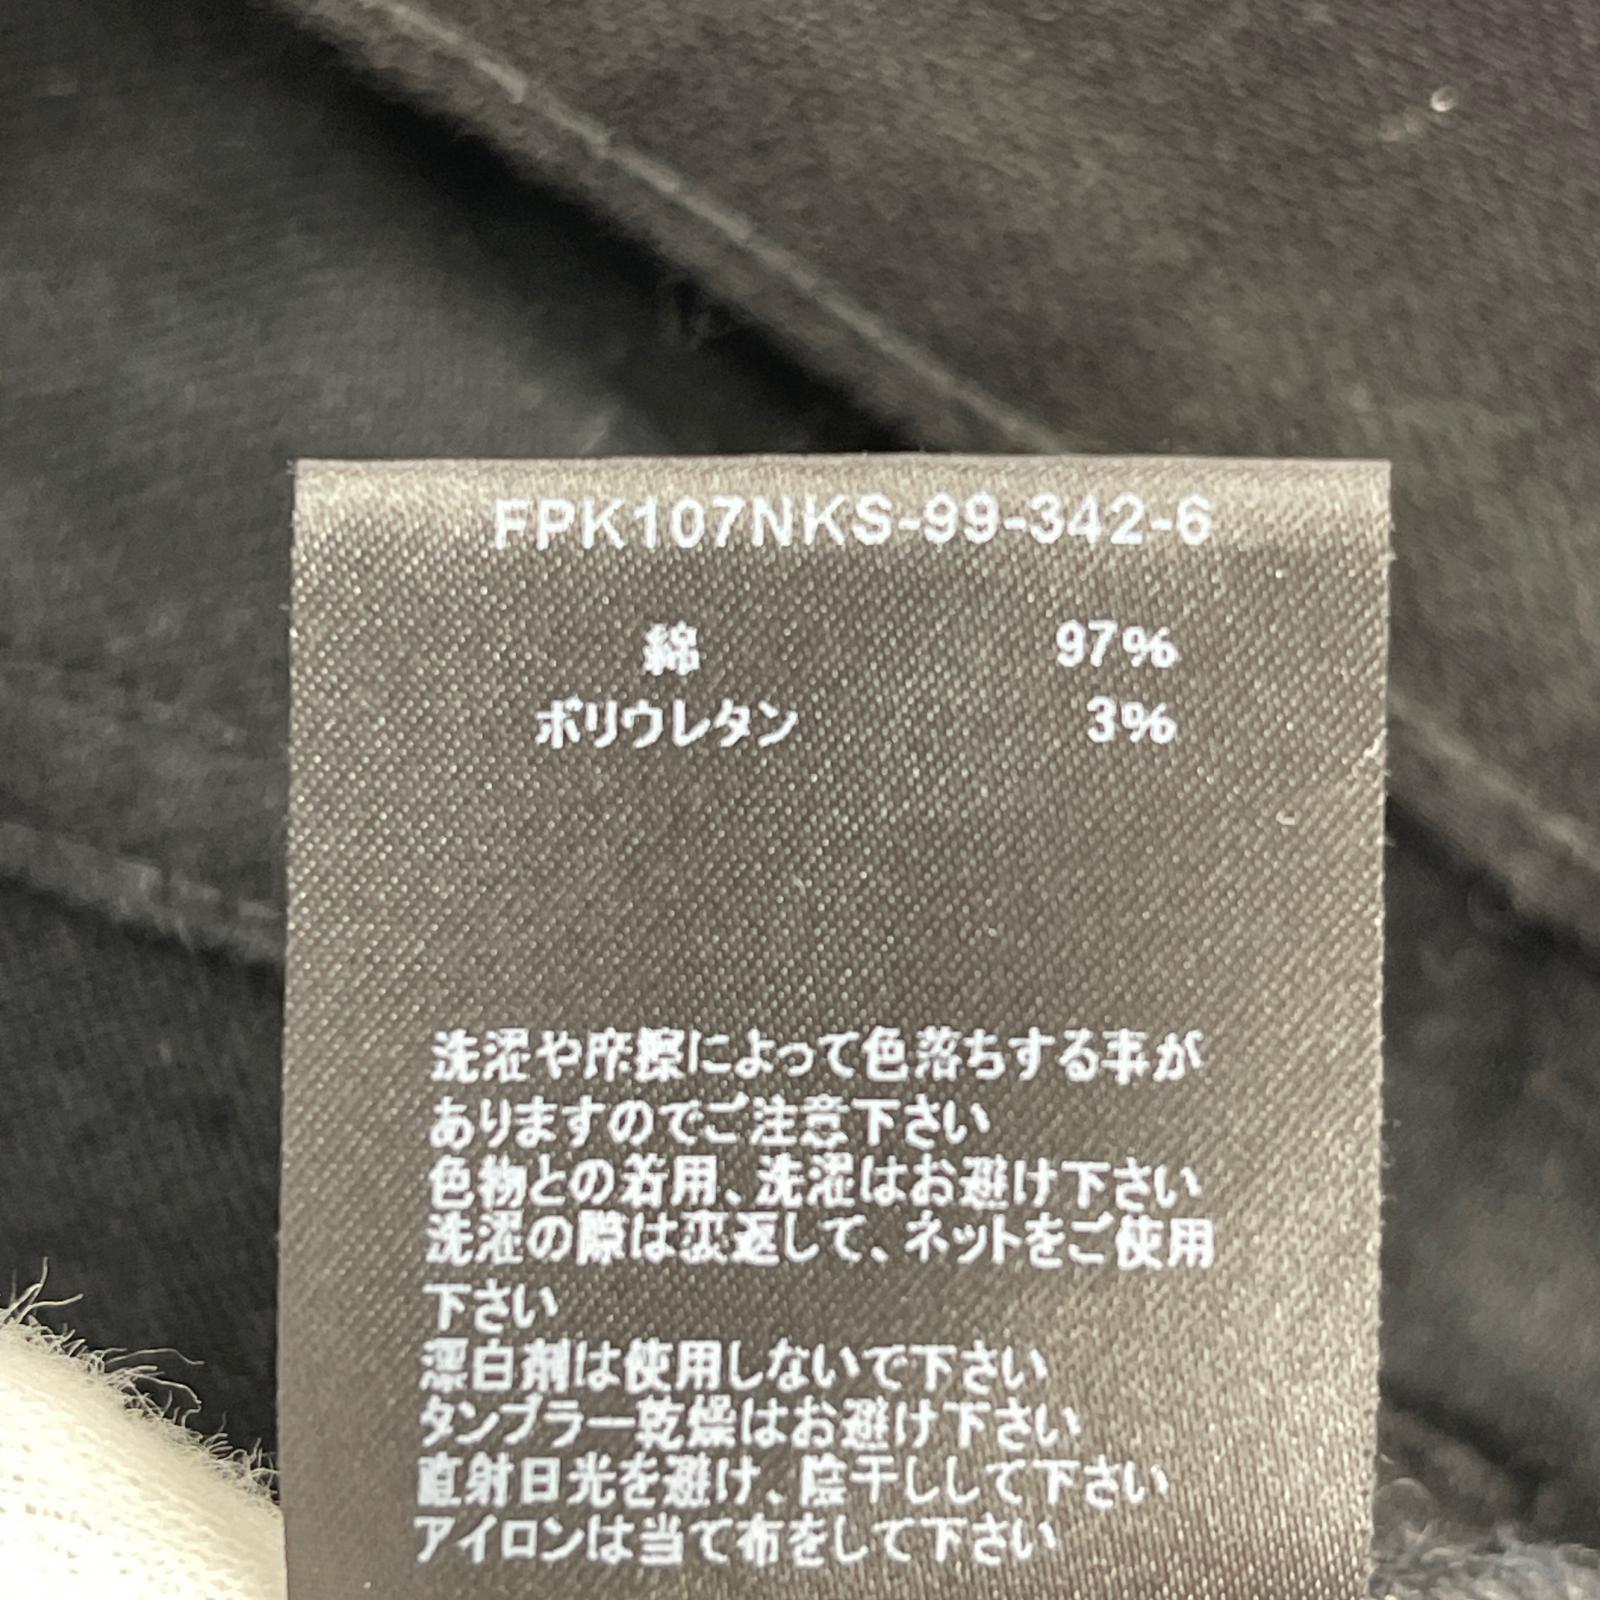 FPK107NKS-99-342-6
綿 97%
ポリウレタン 3%
洗濯や摩擦によって色落ちする事が
ありますのでご注意下さい
色物との着用、洗濯はお避け下さい
洗濯の際は裏返して、ネットをご使用
下さい
漂白剤は使用しないで下さい
タンブラー乾燥はお避け下さい
直射日光を避け、陰干しして下さい
アイロンは当て布をして下さい